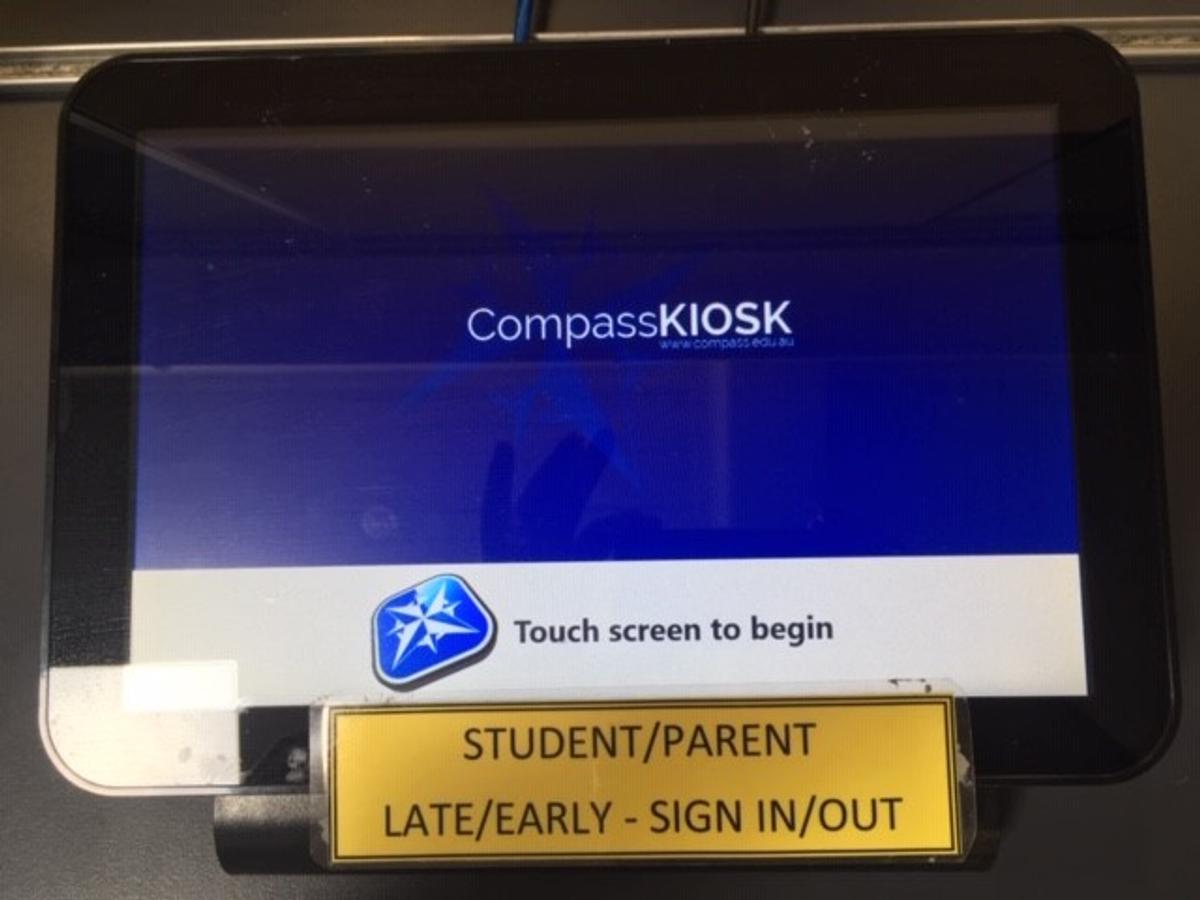 CompassKIOSK
www.compass.edu.au
Touch screen to begin
STUDENT/PARENT
LATE/EARLY - SIGN IN/OUT